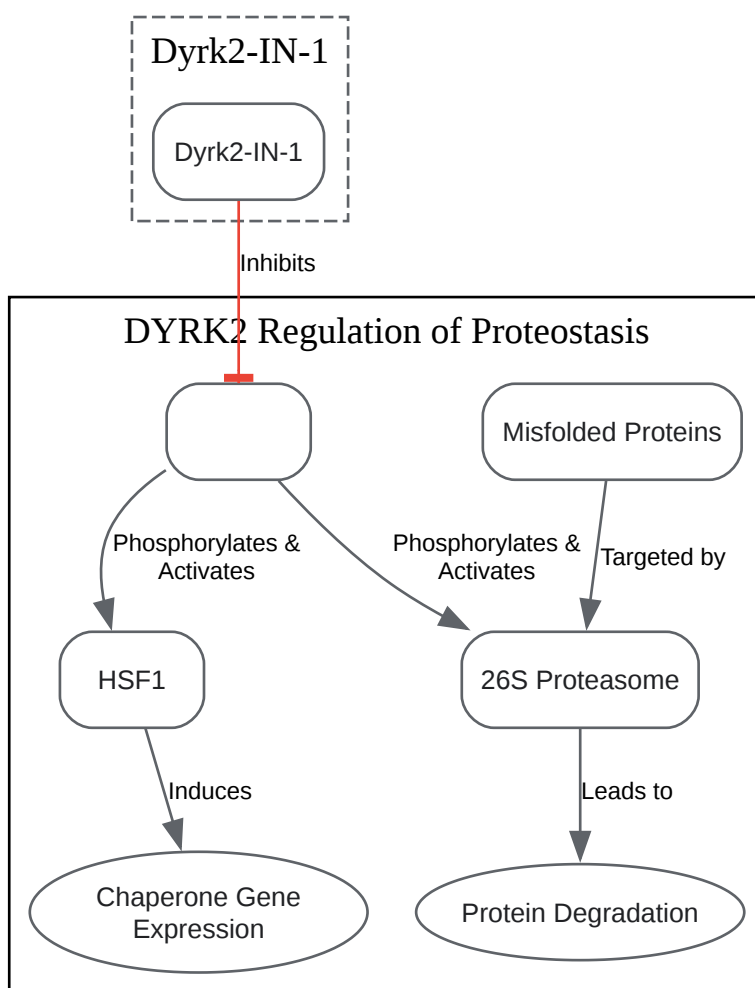 Dyrk2-IN-1
Dyrk2-IN-1
Inhibits
DYRK2 Regulation of Proteostasis
Misfolded Proteins
Phosphorylates &
Activates
Phosphorylates &
Activates
Targeted by
HSF1
26S Proteasome
Induces
Leads to
Chaperone Gene
Expression
Protein Degradation